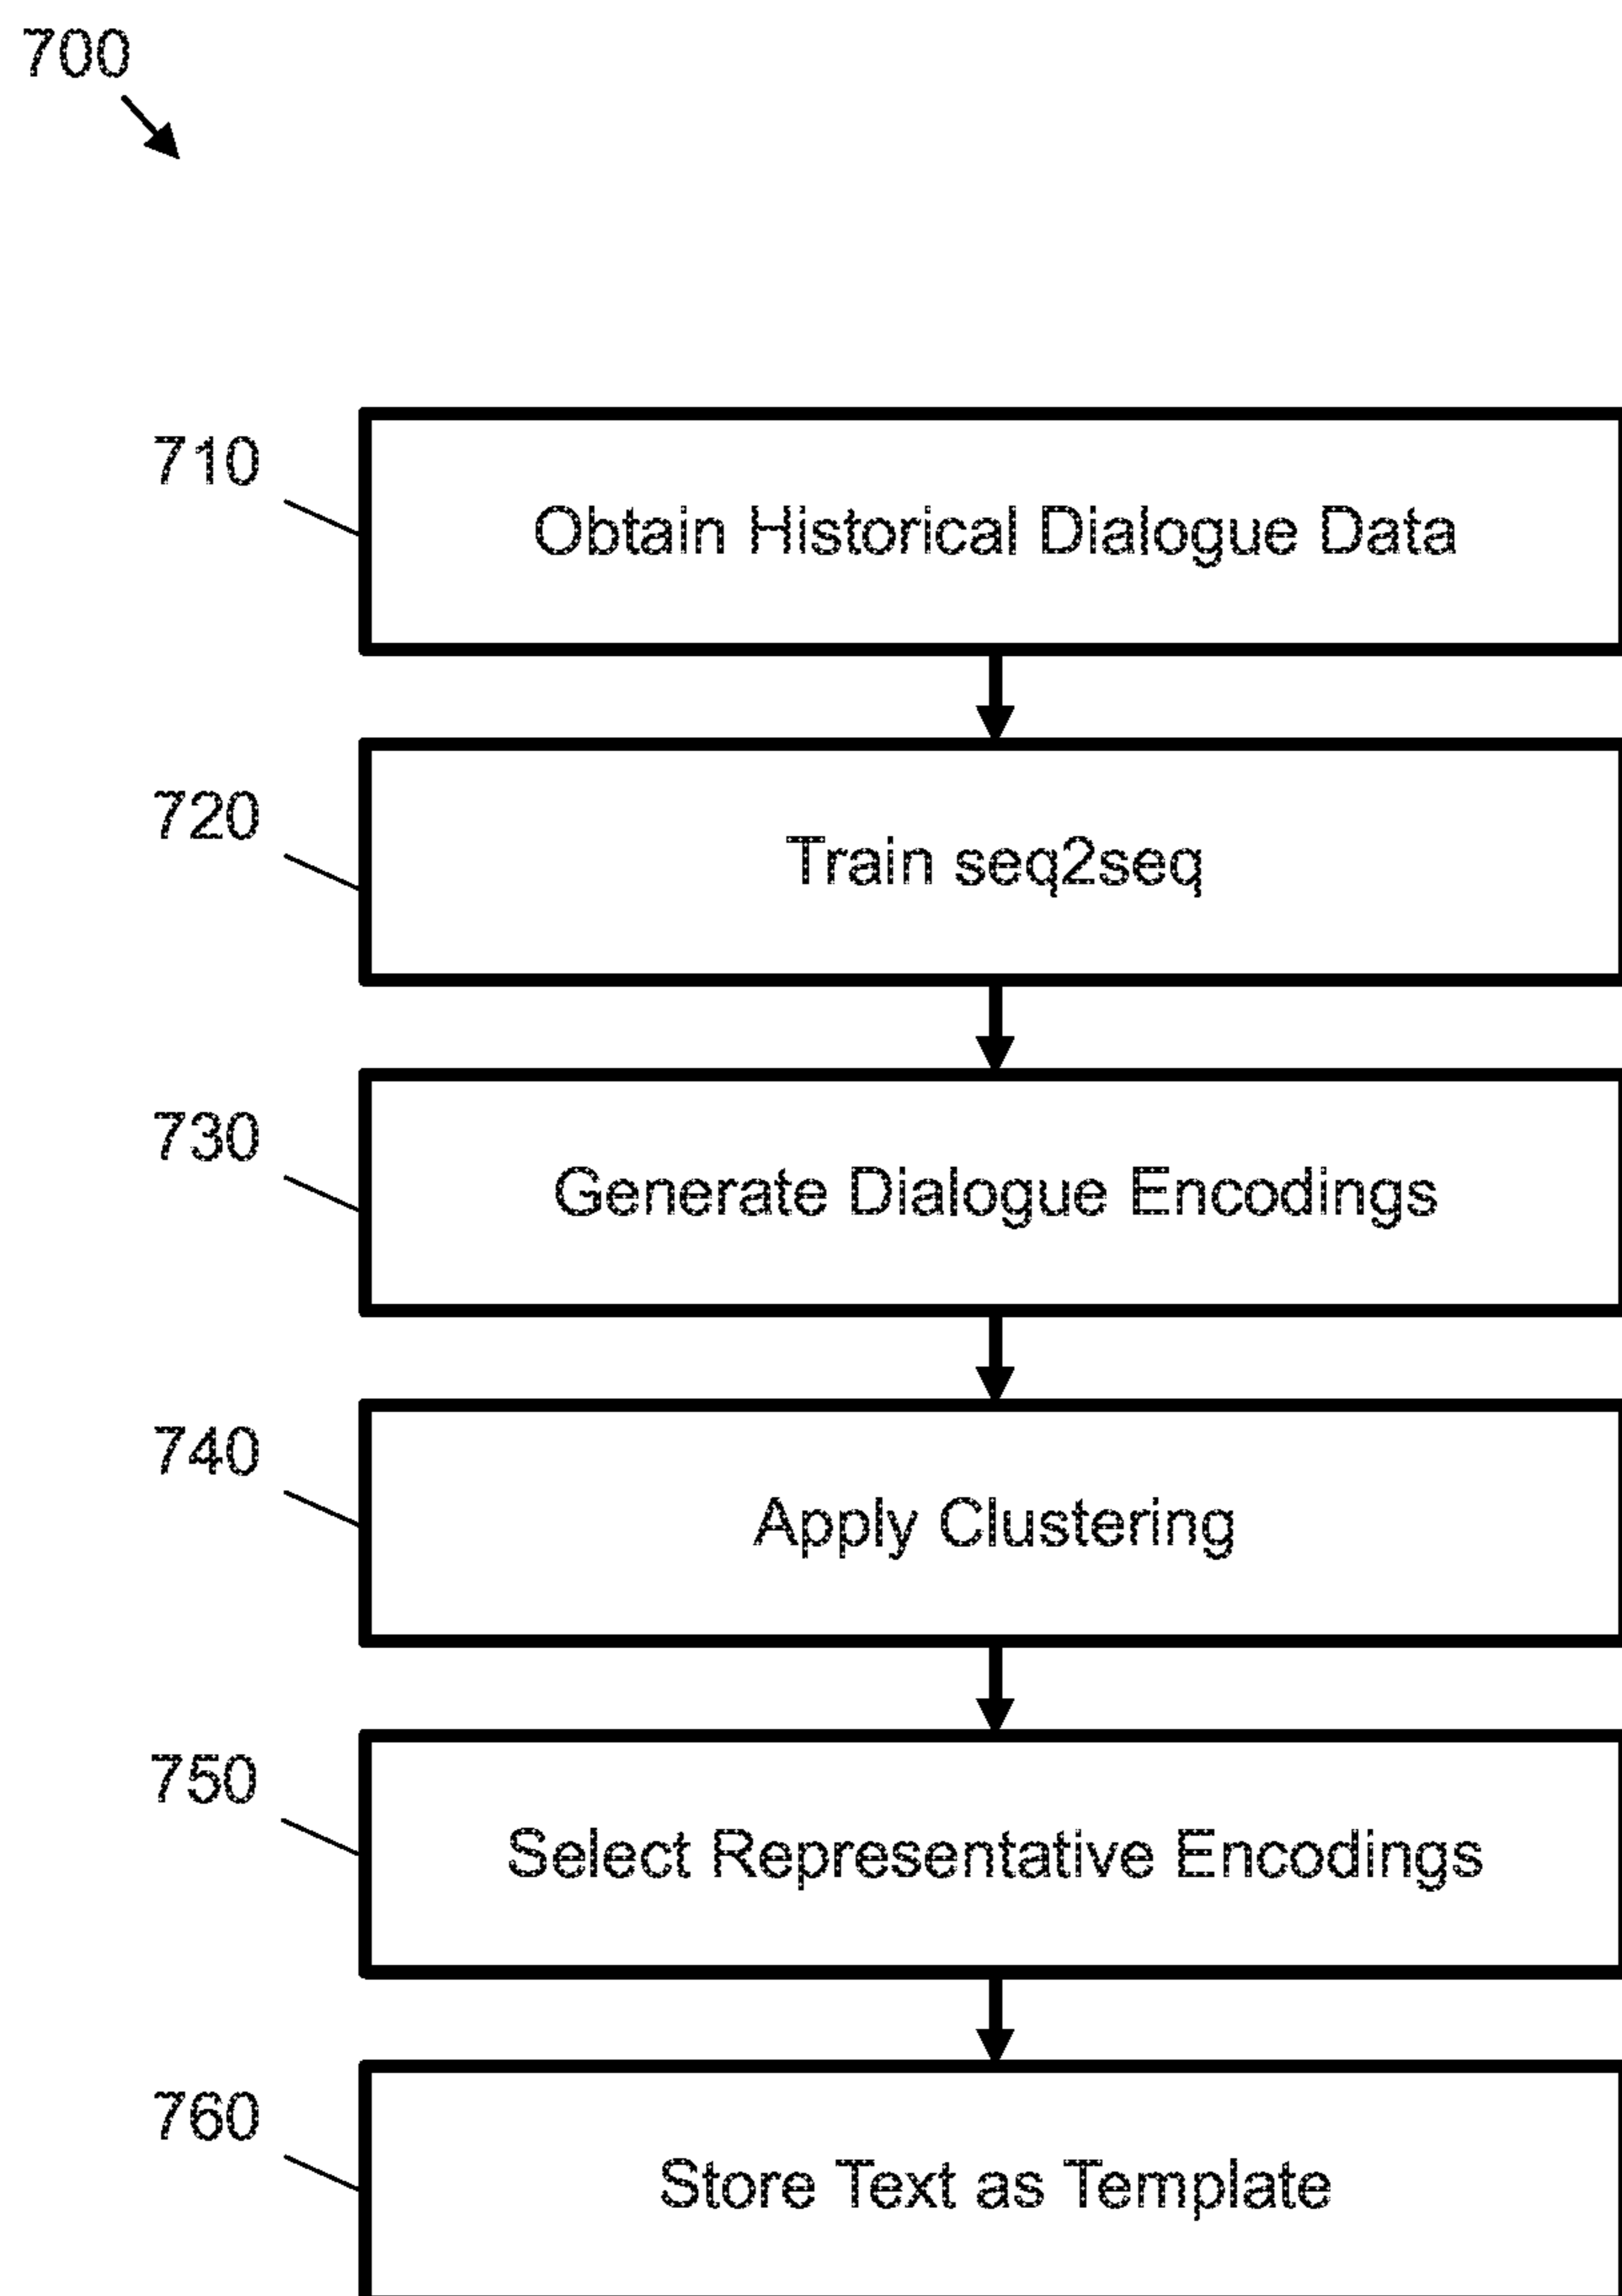 700
710
Obtain Historical Dialogue Data
720
Train seq2seq
730
Generate Dialogue Encodings
740
Apply Clustering
750
Select Representative Encodings
760
Store Text as Template